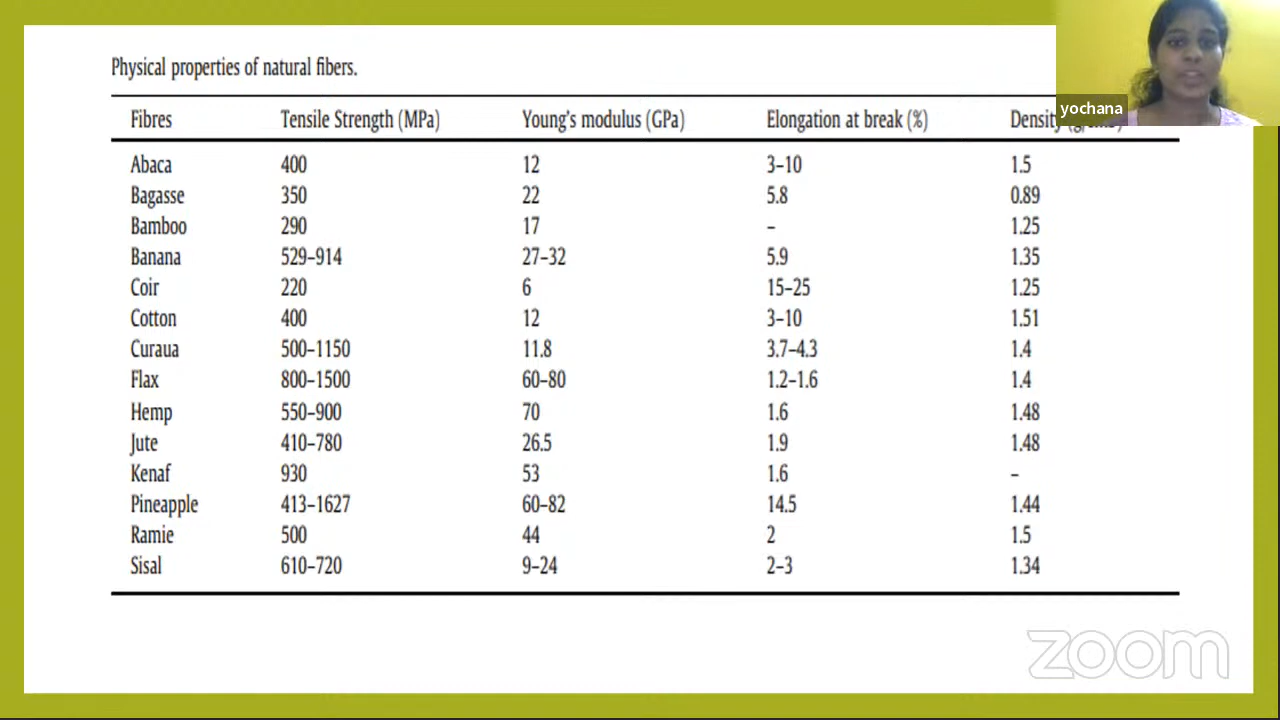 Physical properties of natural fibers.
yochana
Fibres Tensile Strength (MPa) Young's modulus (GPa) Elongation at break (%) Density
Abaca 400 12 3–10 1.5
Bagasse 350 22 5.8 0.89
Bamboo 290 17 – 1.25
Banana 529–914 27–32 5.9 1.35
Coir 220 6 15–25 1.25
Cotton 400 12 3–10 1.51
Curaua 500–1150 11.8 3.7–4.3 1.4
Flax 800–1500 60–80 1.2–1.6 1.4
Hemp 550–900 70 1.6 1.48
Jute 410–780 26.5 1.9 1.48
Kenaf 930 53 1.6 –
Pineapple 413–1627 60–82 14.5 1.44
Ramie 500 44 2 1.5
Sisal 610–720 9–24 2–3 1.34
zoom